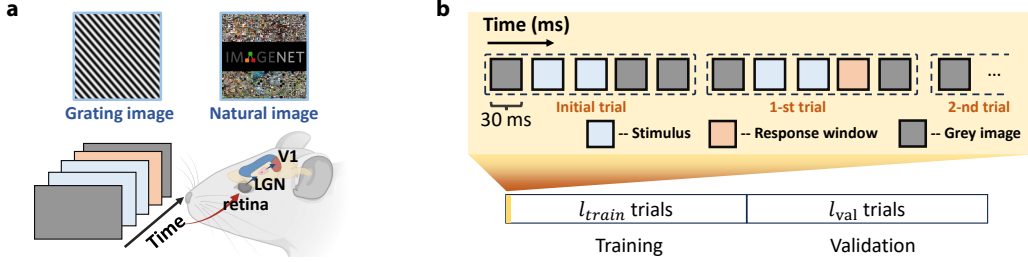 a
IMAGENET
Grating image
Natural image
V1
LGN
retina
Time
b
Time (ms)
...
30 ms
Initial trial
1-st trial
2-nd trial
-- Stimulus
-- Response window
-- Grey image
l_train trials
l_val trials
Training
Validation